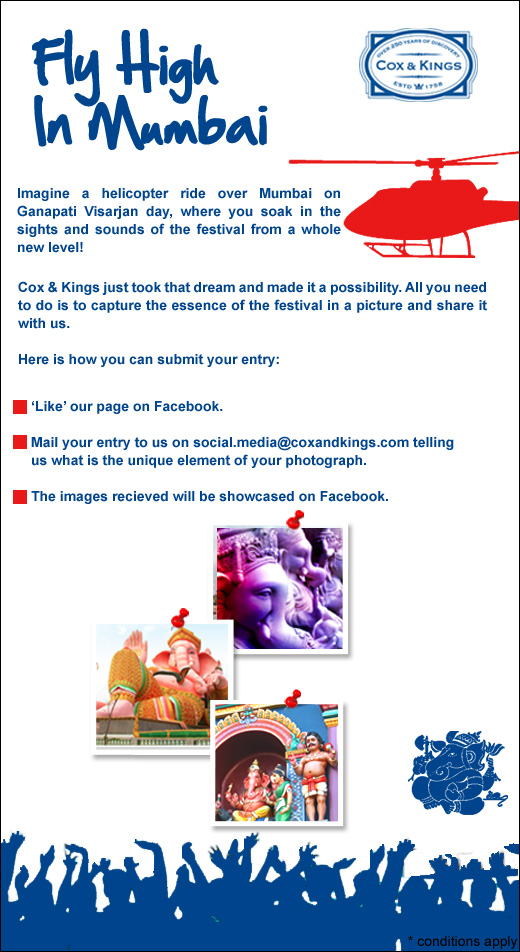 Fly High
In Mumbai
OVER 250 YEARS OF DISCOVERY
COX & KINGS
ESTD 1758
Imagine a helicopter ride over Mumbai on
Ganapati Visarjan day, where you soak in the
sights and sounds of the festival from a whole
new level!
Cox & Kings just took that dream and made it a possibility. All you need
to do is to capture the essence of the festival in a picture and share it
with us.
Here is how you can submit your entry:
‘Like’ our page on Facebook.
Mail your entry to us on social.media@coxandkings.com telling
us what is the unique element of your photograph.
The images recieved will be showcased on Facebook.
* conditions apply